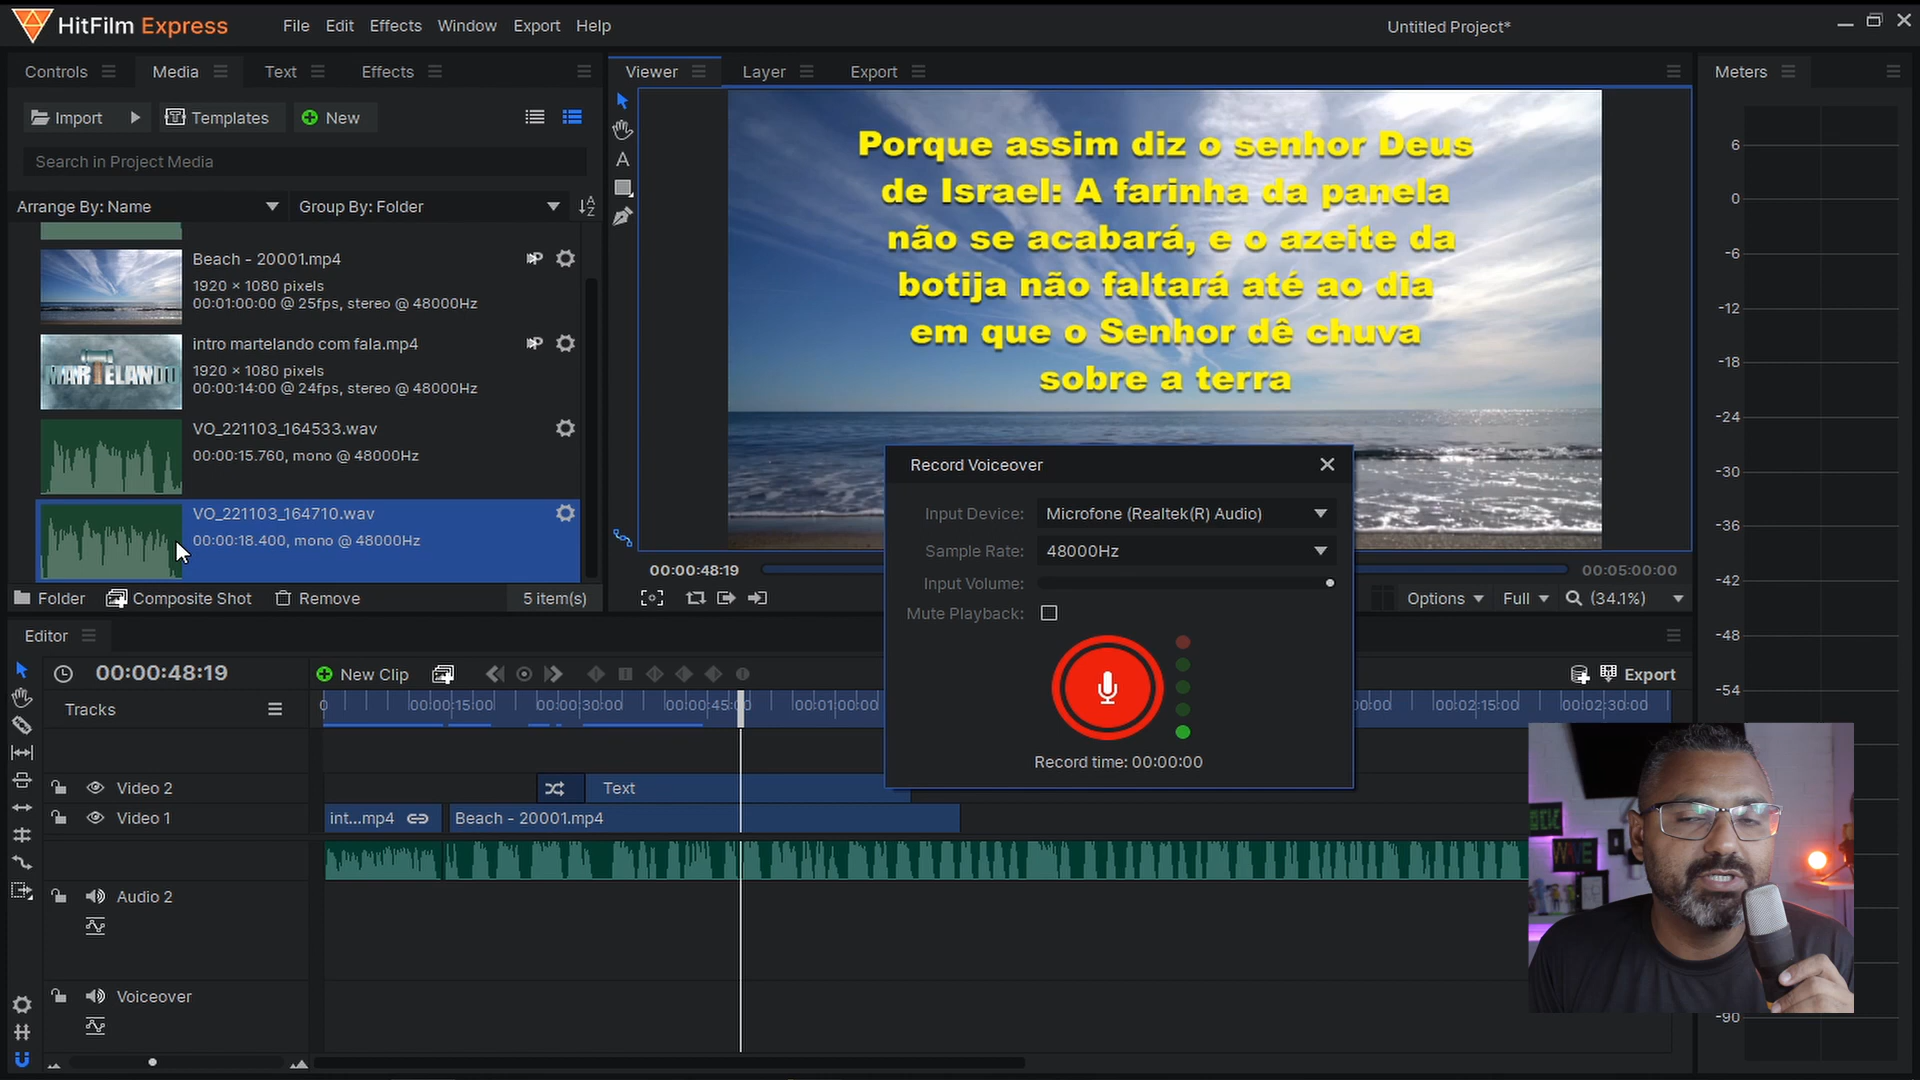 HitFilm Express
File Edit Effects Window Export Help
Untitled Project*
Controls Media Text Effects
Viewer Layer Export
Meters
Import Templates New
Search in Project Media
Arrange By: Name Group By: Folder
Beach - 20001.mp4
1920 × 1080 pixels
00:01:00:00 @ 25fps, stereo @ 48000Hz
intro martelando com fala.mp4
1920 × 1080 pixels
00:00:14:00 @ 24fps, stereo @ 48000Hz
MARTELANDO
VO_221103_164533.wav
00:00:15.760, mono @ 48000Hz
VO_221103_164710.wav
00:00:18.400, mono @ 48000Hz
Folder Composite Shot Remove 5 item(s)
Porque assim diz o senhor Deus
de Israel: A farinha da panela
não se acabará, e o azeite da
botija não faltará até ao dia
em que o Senhor dê chuva
sobre a terra
00:00:48:19 00:05:00:00
Options Full (34.1%)
Record Voiceover
Input Device: Microfone (Realtek(R) Audio)
Sample Rate: 48000Hz
Input Volume:
Mute Playback:
Record time: 00:00:00
6
0
-6
-12
-18
-24
-30
-36
-42
-48
-54
-90
Editor
00:00:48:19 New Clip Export
Tracks 0 00:00:15:00 00:00:30:00 00:00:45:00 00:01:00:00 00:02:15:00 00:02:30:00
Video 2 Text
Video 1 int...mp4 Beach - 20001.mp4
Audio 2
Voiceover